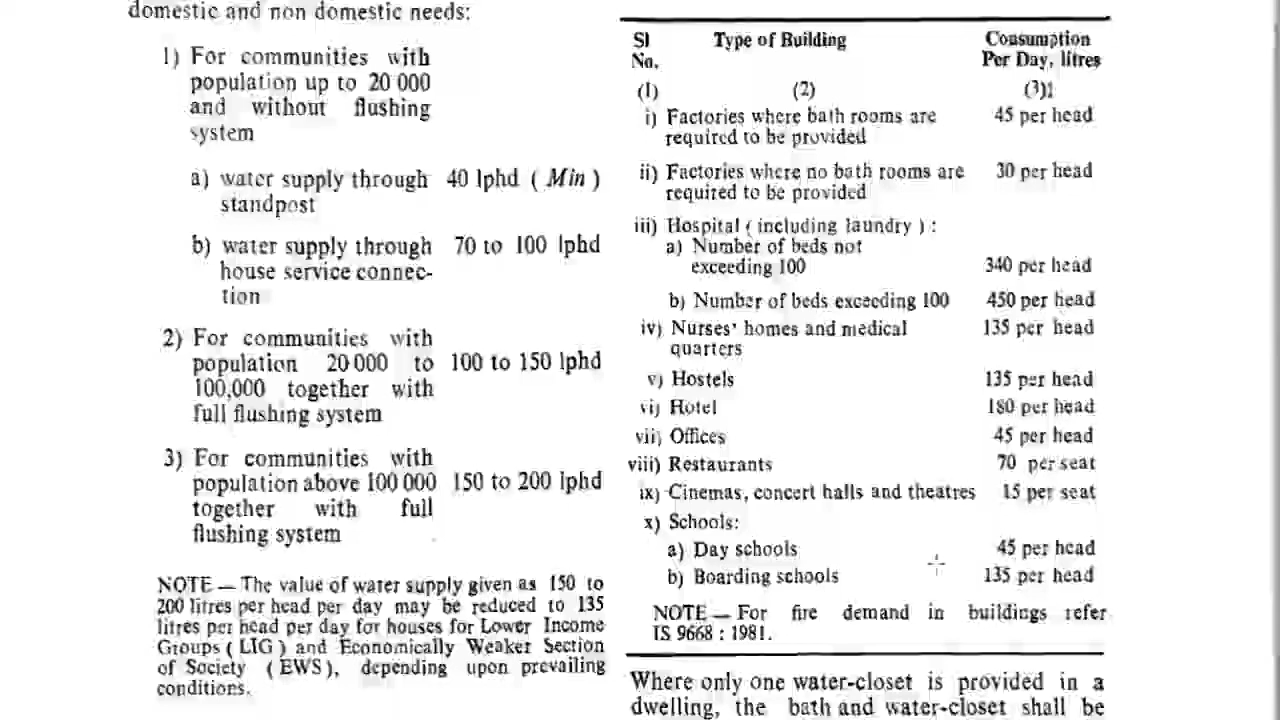 domestic and non domestic needs:
1) For communities with
population up to 20 000
and without flushing
system
a) water supply through 40 lphd ( Min )
standpost
b) water supply through 70 to 100 lphd
house service connec-
tion
2) For communities with
population 20 000 to 100 to 150 lphd
100,000 together with
full flushing system
3) For communities with
population above 100 000 150 to 200 lphd
together with full
flushing system
NOTE — The value of water supply given as 150 to
200 litres per head per day may be reduced to 135
litres per head per day for houses for Lower Income
Groups ( LIG ) and Economically Weaker Section
of Society ( EWS ), depending upon prevailing
conditions.
Sl Type of Building Consumption
No. Per Day, litres
(1) (2) (3)
i) Factories where bath rooms are 45 per head
required to be provided
ii) Factories where no bath rooms are 30 per head
required to be provided
iii) Hospital ( including laundry ) :
a) Number of beds not
exceeding 100 340 per head
b) Number of beds exceeding 100 450 per head
iv) Nurses' homes and medical 135 per head
quarters
v) Hostels 135 per head
vi) Hotel 180 per head
vii) Offices 45 per head
viii) Restaurants 70 per seat
ix) Cinemas, concert halls and theatres 15 per seat
x) Schools:
a) Day schools 45 per head
b) Boarding schools 135 per head
NOTE — For fire demand in buildings refer
IS 9668 : 1981.
Where only one water-closet is provided in a
dwelling, the bath and water-closet shall be